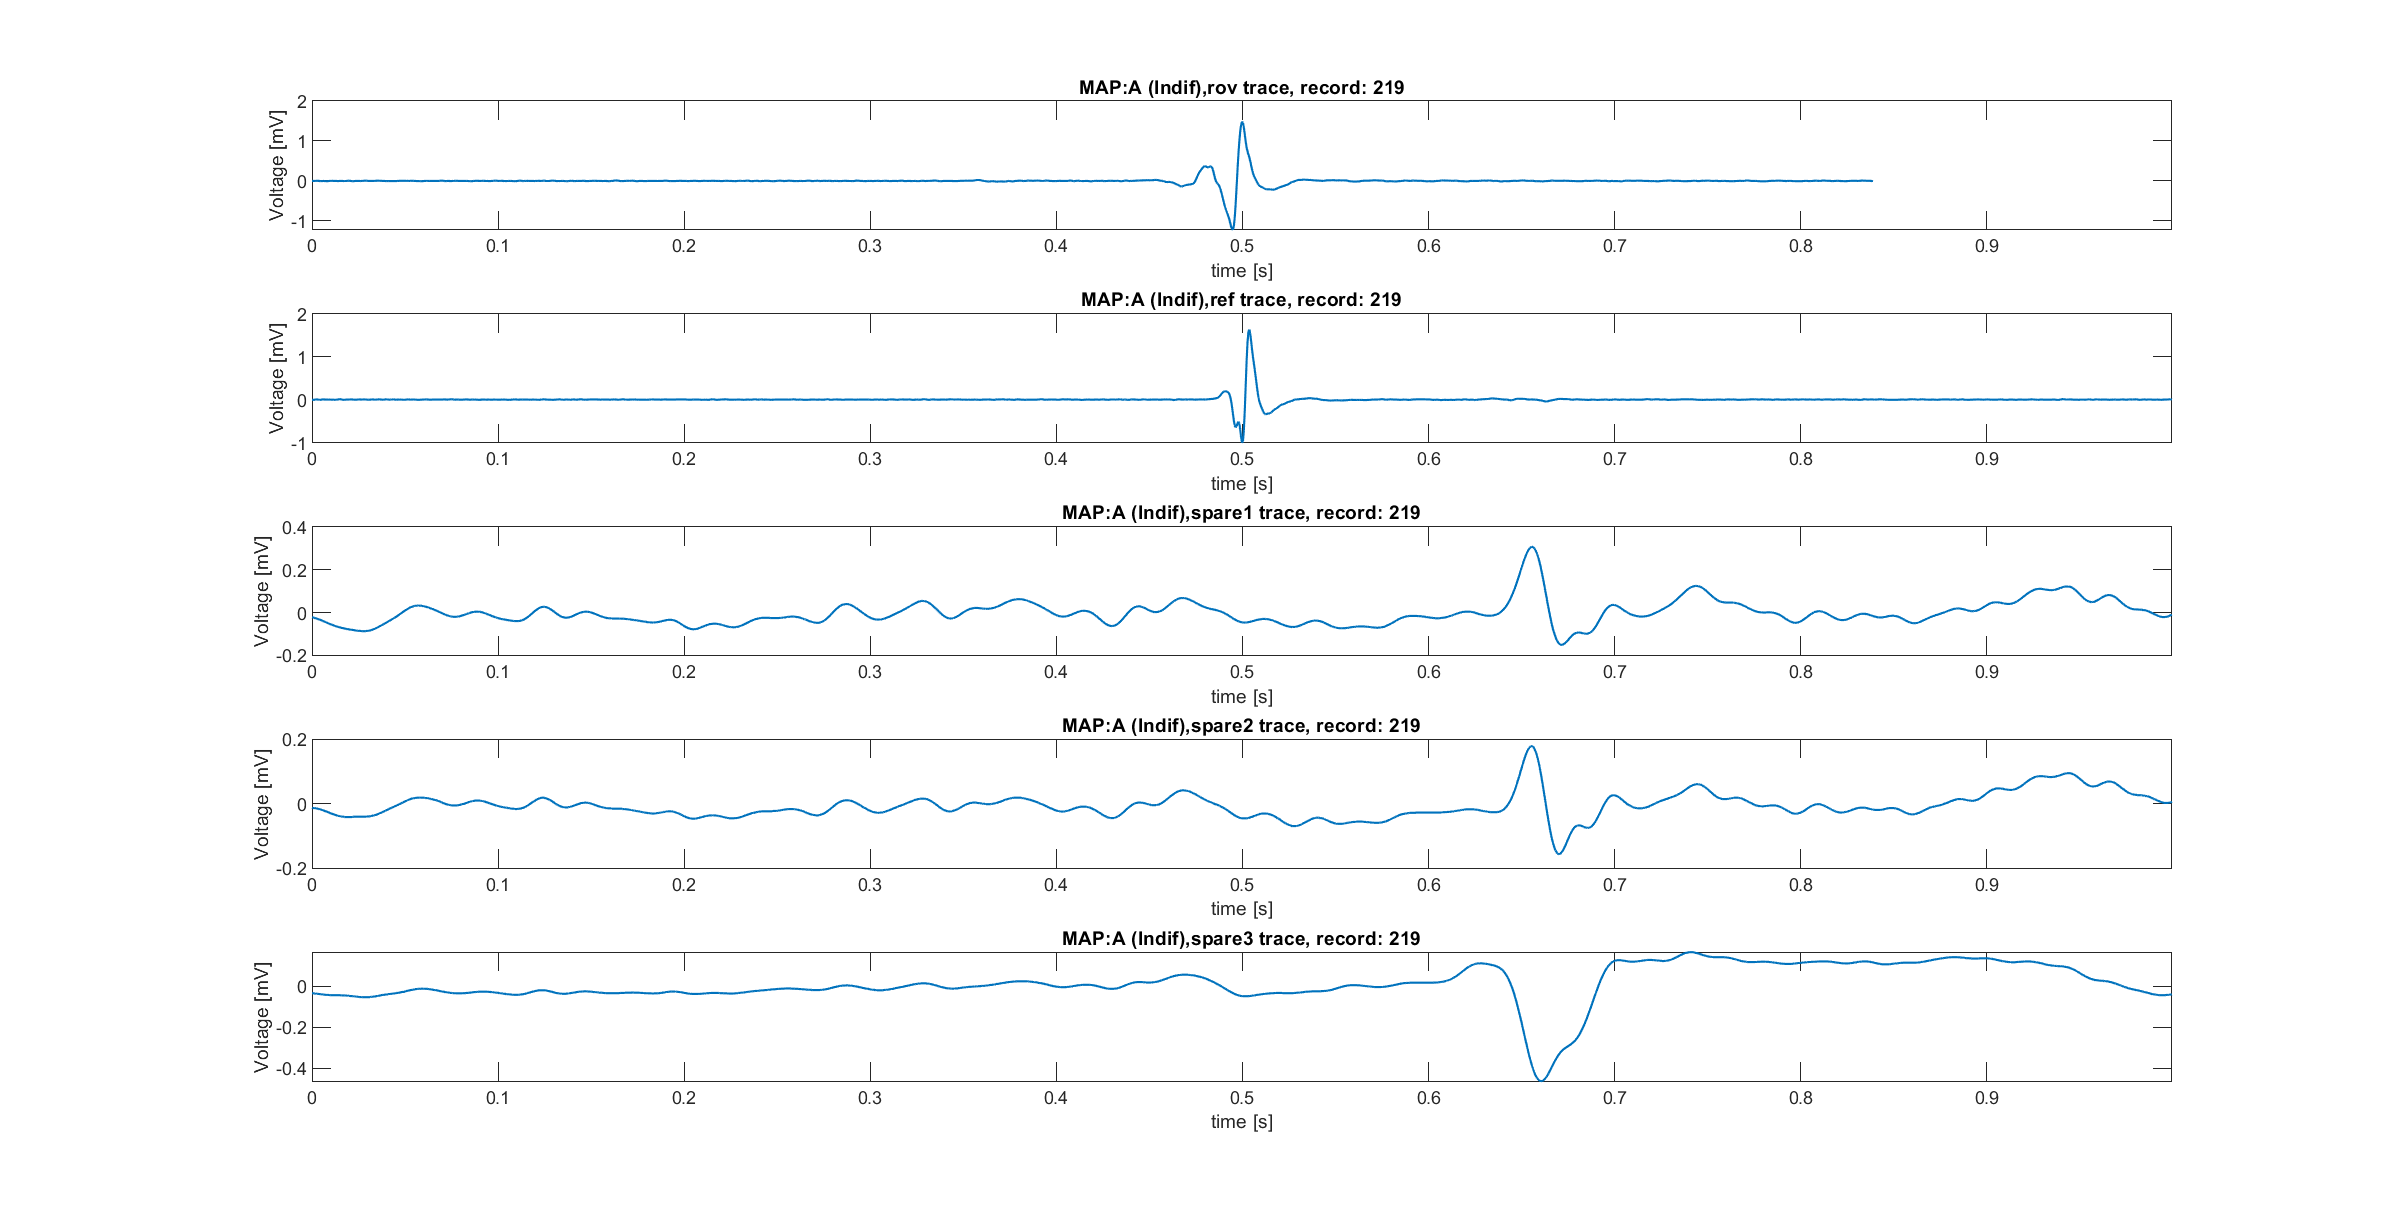 MAP:A (Indif),rov trace, record: 219
Voltage [mV]
2
1
0
-1
0 0.1 0.2 0.3 0.4 0.5 0.6 0.7 0.8 0.9
time [s]
MAP:A (Indif),ref trace, record: 219
Voltage [mV]
2
1
0
-1
0 0.1 0.2 0.3 0.4 0.5 0.6 0.7 0.8 0.9
time [s]
MAP:A (Indif),spare1 trace, record: 219
Voltage [mV]
0.4
0.2
0
-0.2
0 0.1 0.2 0.3 0.4 0.5 0.6 0.7 0.8 0.9
time [s]
MAP:A (Indif),spare2 trace, record: 219
Voltage [mV]
0.2
0
-0.2
0 0.1 0.2 0.3 0.4 0.5 0.6 0.7 0.8 0.9
time [s]
MAP:A (Indif),spare3 trace, record: 219
Voltage [mV]
0
-0.2
-0.4
0 0.1 0.2 0.3 0.4 0.5 0.6 0.7 0.8 0.9
time [s]